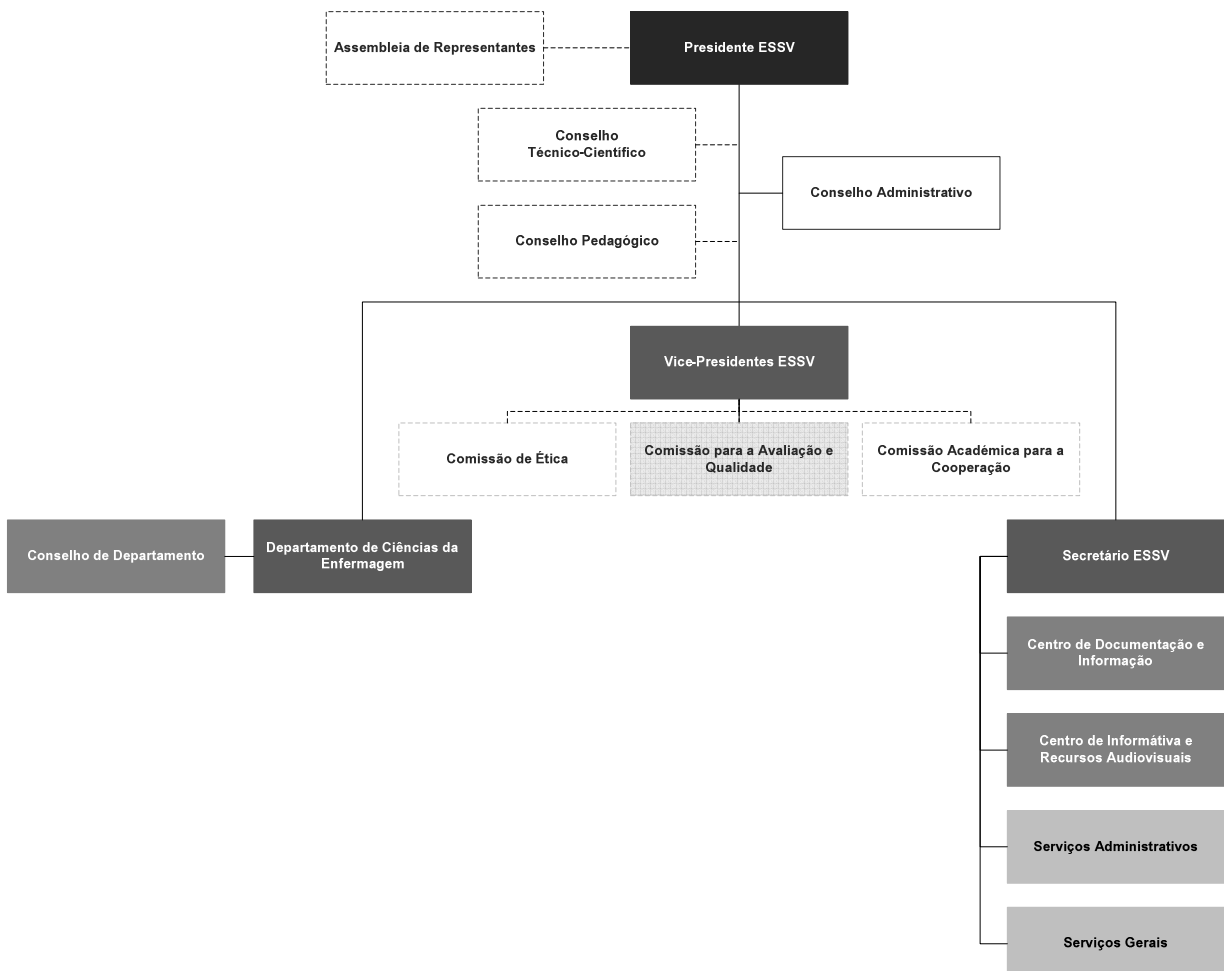 Assembleia de Representantes
Presidente ESSV
Conselho
Técnico-Científico
Conselho Administrativo
Conselho Pedagógico
Vice-Presidentes ESSV
Comissão de Ética
Comissão para a Avaliação e
Qualidade
Comissão Académica para a
Cooperação
Conselho de Departamento
Departamento de Ciências da
Enfermagem
Secretário ESSV
Centro de Documentação e
Informação
Centro de Informátiva e
Recursos Audiovisuais
Serviços Administrativos
Serviços Gerais